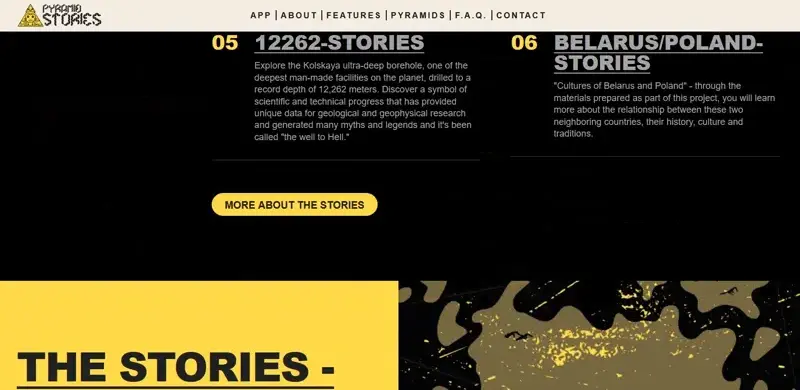 PYRAMID
STORIES
APP | ABOUT | FEATURES | PYRAMIDS | F.A.Q. | CONTACT
05 12262-STORIES
Explore the Kolskaya ultra-deep borehole, one of the
deepest man-made facilities on the planet, drilled to a
record depth of 12,262 meters. Discover a symbol of
scientific and technical progress that has provided
unique data for geological and geophysical research
and generated many myths and legends and it's been
called "the well to Hell."
06 BELARUS/POLAND-
STORIES
"Cultures of Belarus and Poland" - through the
materials prepared as part of this project, you will learn
more about the relationship between these two
neighboring countries, their history, culture and
traditions.
MORE ABOUT THE STORIES
THE STORIES -